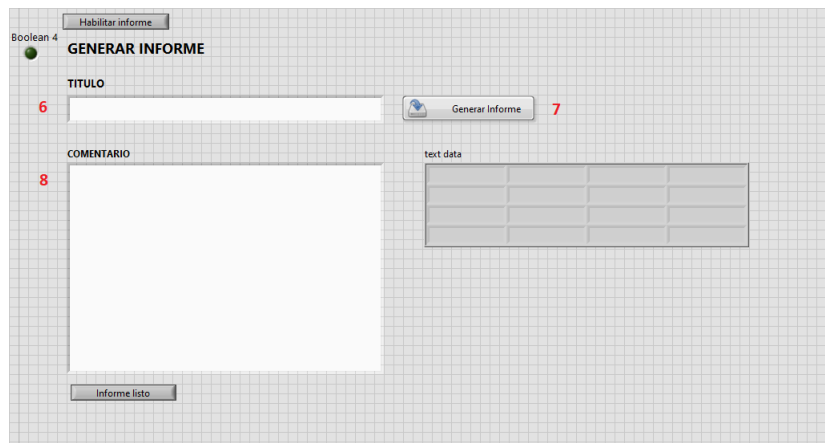 Habilitar informe
Boolean 4
GENERAR INFORME
TITULO
6
Generar Informe
7
COMENTARIO
text data
8
Informe listo